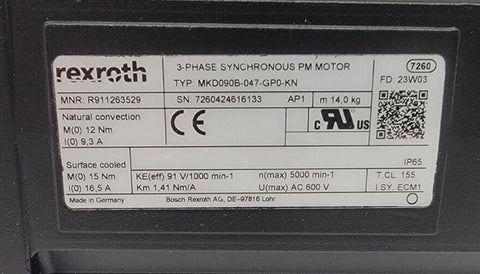 rexroth
3-PHASE SYNCHRONOUS PM MOTOR
TYP: MKD090B-047-GP0-KN
7260
FD: 23W03
MNR: R911263529
SN: 7260424616133
AP1
m 14,0 kg
Natural convection
M(0) 12 Nm
I(0) 9,3 A
CE
c RU US
Surface cooled
IP65
M(0) 15 Nm
KE(eff) 91 V/1000 min-1
n(max) 5000 min-1
T.CL. 155
I(0) 16,5 A
Km 1,41 Nm/A
U(max) AC 600 V
I.SY. ECM1
Made in Germany
Bosch Rexroth AG, DE-97816 Lohr